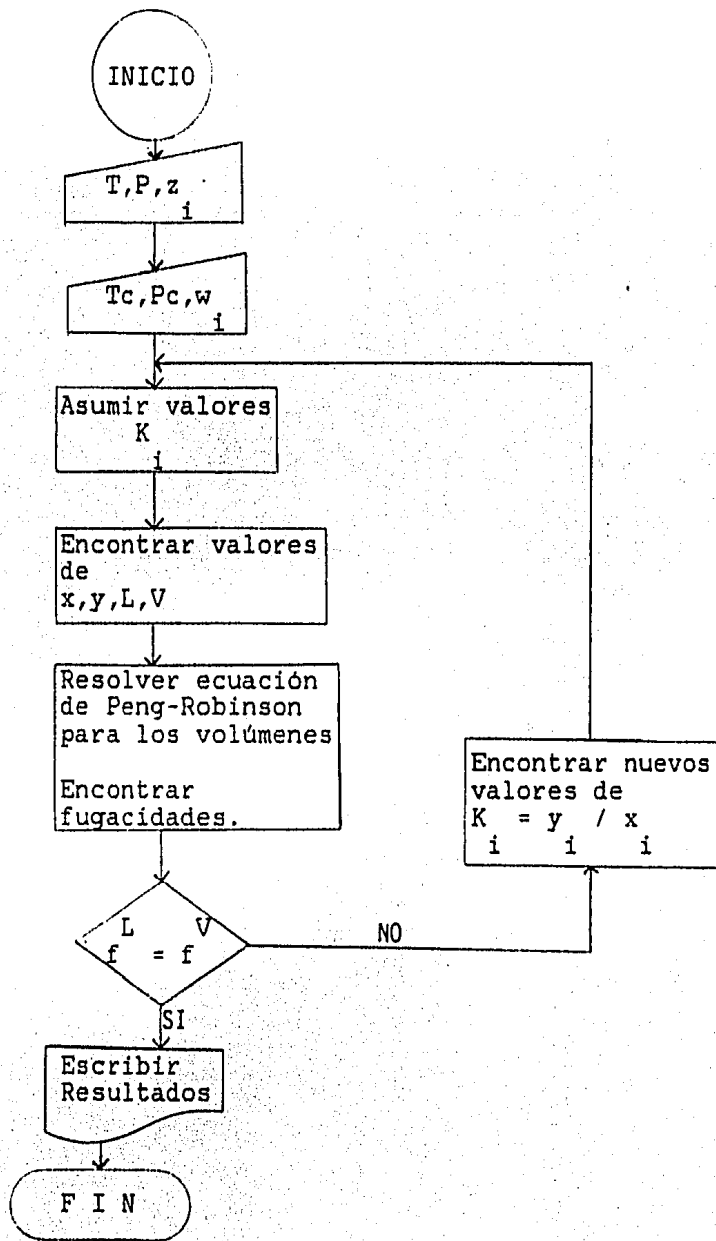 INICIO
T,P,z
i
Tc,Pc,w
i
Asumir valores
K
i
Encontrar valores
de
x,y,L,V
Resolver ecuación
de Peng-Robinson
para los volúmenes
Encontrar
fugacidades.
Encontrar nuevos
valores de
K = y / x
i i i
L V
f = f
NO
SI
Escribir
Resultados
F I N